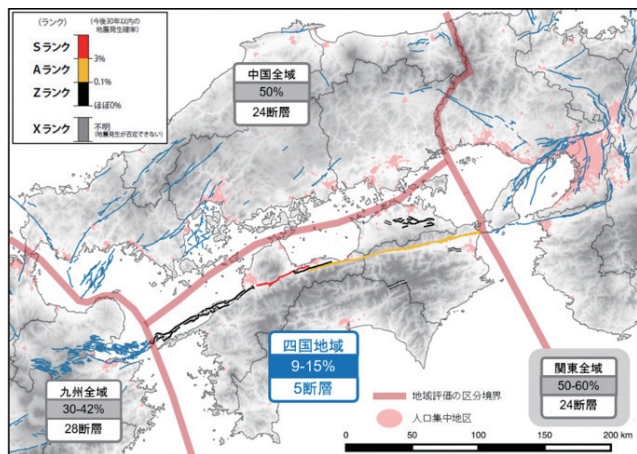 (ランク)
(今後30年以内の
地震発生確率)
Sランク
3%
Aランク
0.1%
Zランク
ほぼ0%
Xランク
不明
(地震発生が否定できない)
中国全域
50%
24断層
四国地域
9-15%
5断層
九州全域
30-42%
28断層
関東全域
50-60%
24断層
地域評価の区分境界
人口集中地区
0 50 100 150 200 km